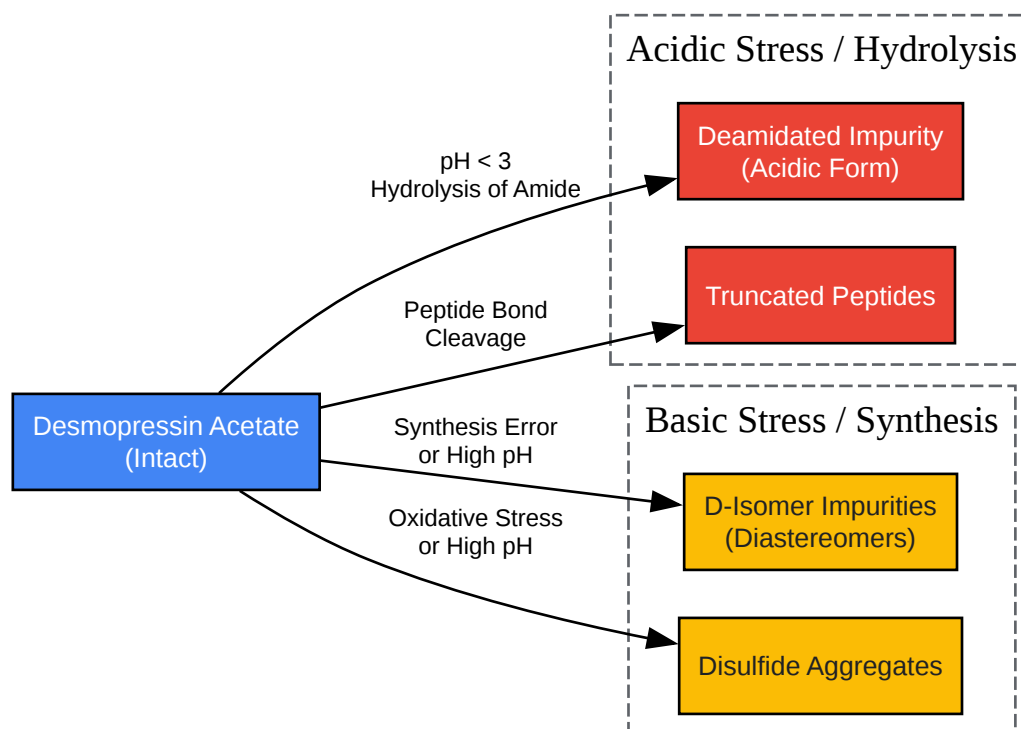 Acidic Stress / Hydrolysis
Deamidated Impurity
(Acidic Form)
pH < 3
Hydrolysis of Amide
Truncated Peptides
Peptide Bond
Cleavage
Desmopressin Acetate
(Intact)
Basic Stress / Synthesis
Synthesis Error
or High pH
D-Isomer Impurities
(Diastereomers)
Oxidative Stress
or High pH
Disulfide Aggregates